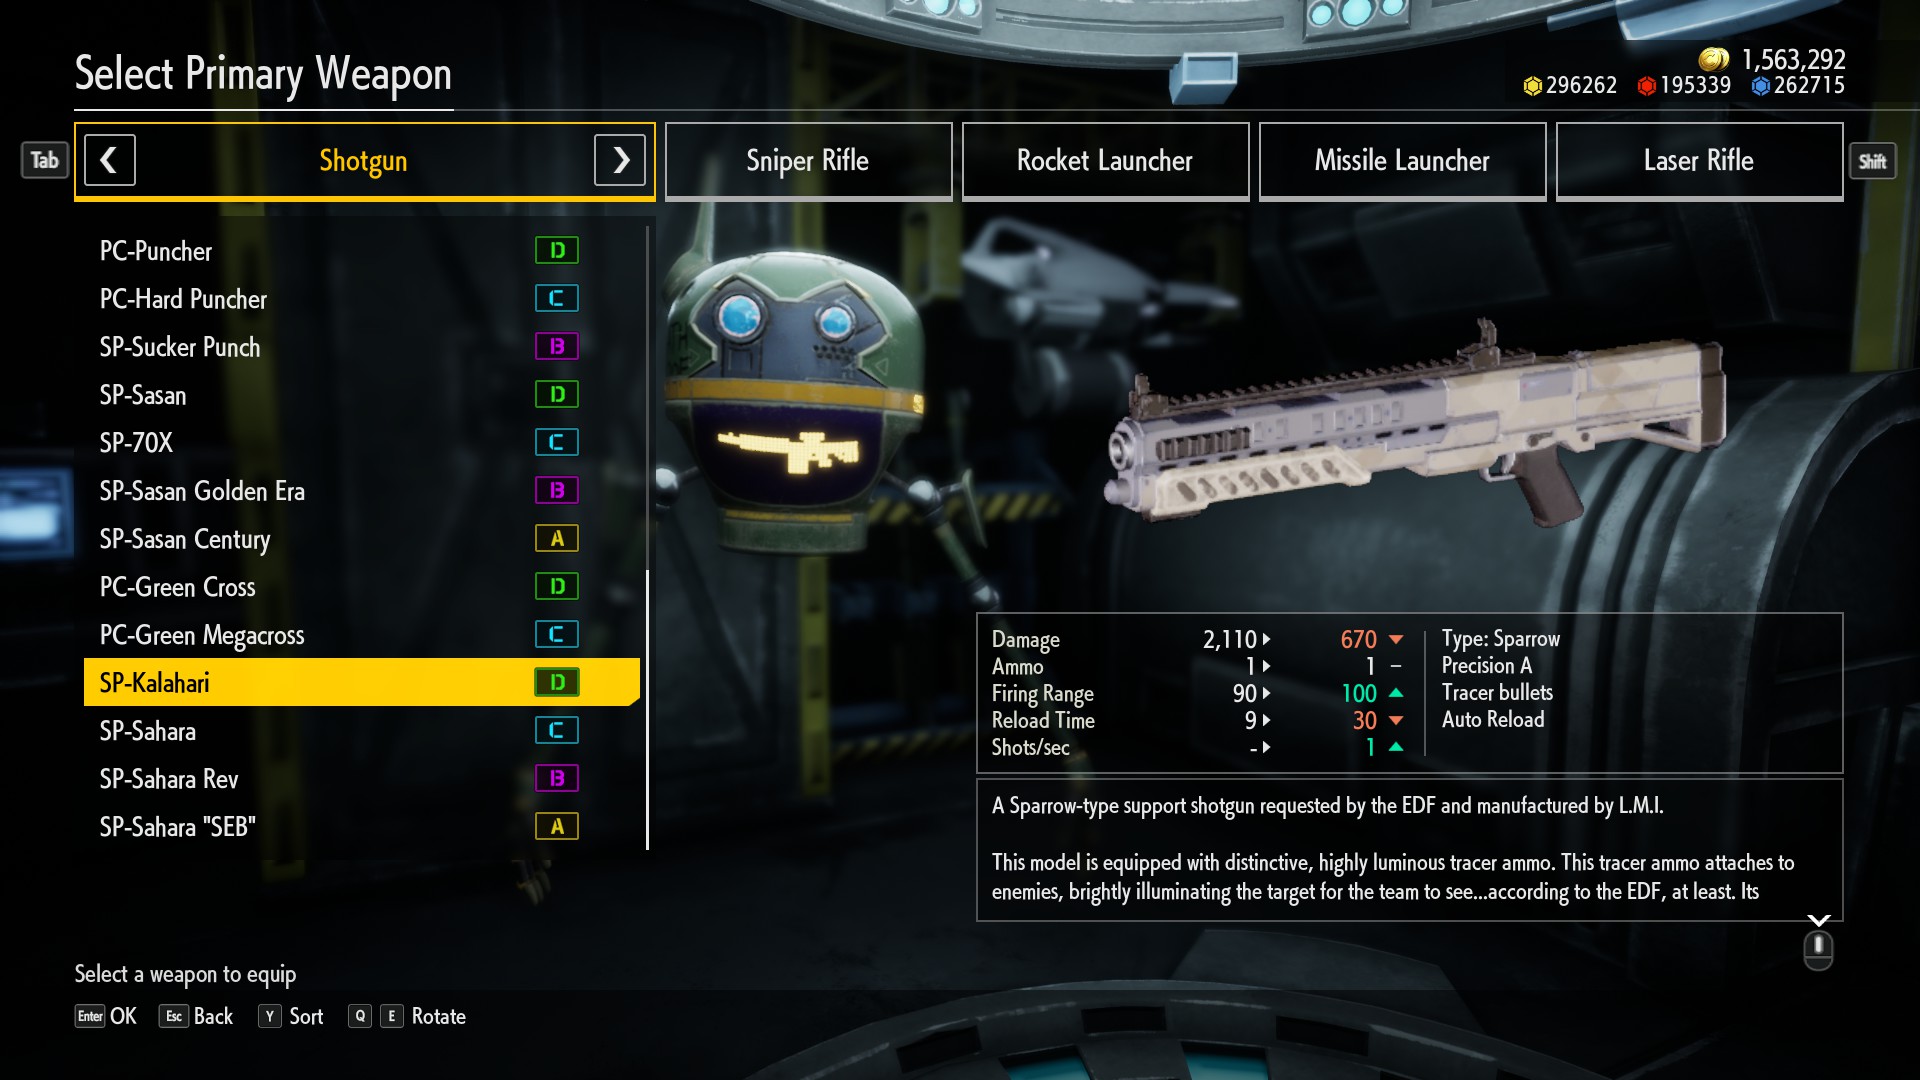 Select Primary Weapon
1,563,292
296262 195339 262715
Tab Shotgun Sniper Rifle Rocket Launcher Missile Launcher Laser Rifle Shift
PC-Puncher D
PC-Hard Puncher C
SP-Sucker Punch B
SP-Sasan D
SP-70X C
SP-Sasan Golden Era B
SP-Sasan Century A
PC-Green Cross D
PC-Green Megacross C
SP-Kalahari D
SP-Sahara C
SP-Sahara Rev B
SP-Sahara "SEB" A
Damage 2,110 670
Ammo 1 1 –
Firing Range 90 100
Reload Time 9 30
Shots/sec - 1
Type: Sparrow
Precision A
Tracer bullets
Auto Reload
A Sparrow-type support shotgun requested by the EDF and manufactured by L.M.I.
This model is equipped with distinctive, highly luminous tracer ammo. This tracer ammo attaches to
enemies, brightly illuminating the target for the team to see...according to the EDF, at least. Its
Select a weapon to equip
Enter OK Esc Back Y Sort Q E Rotate